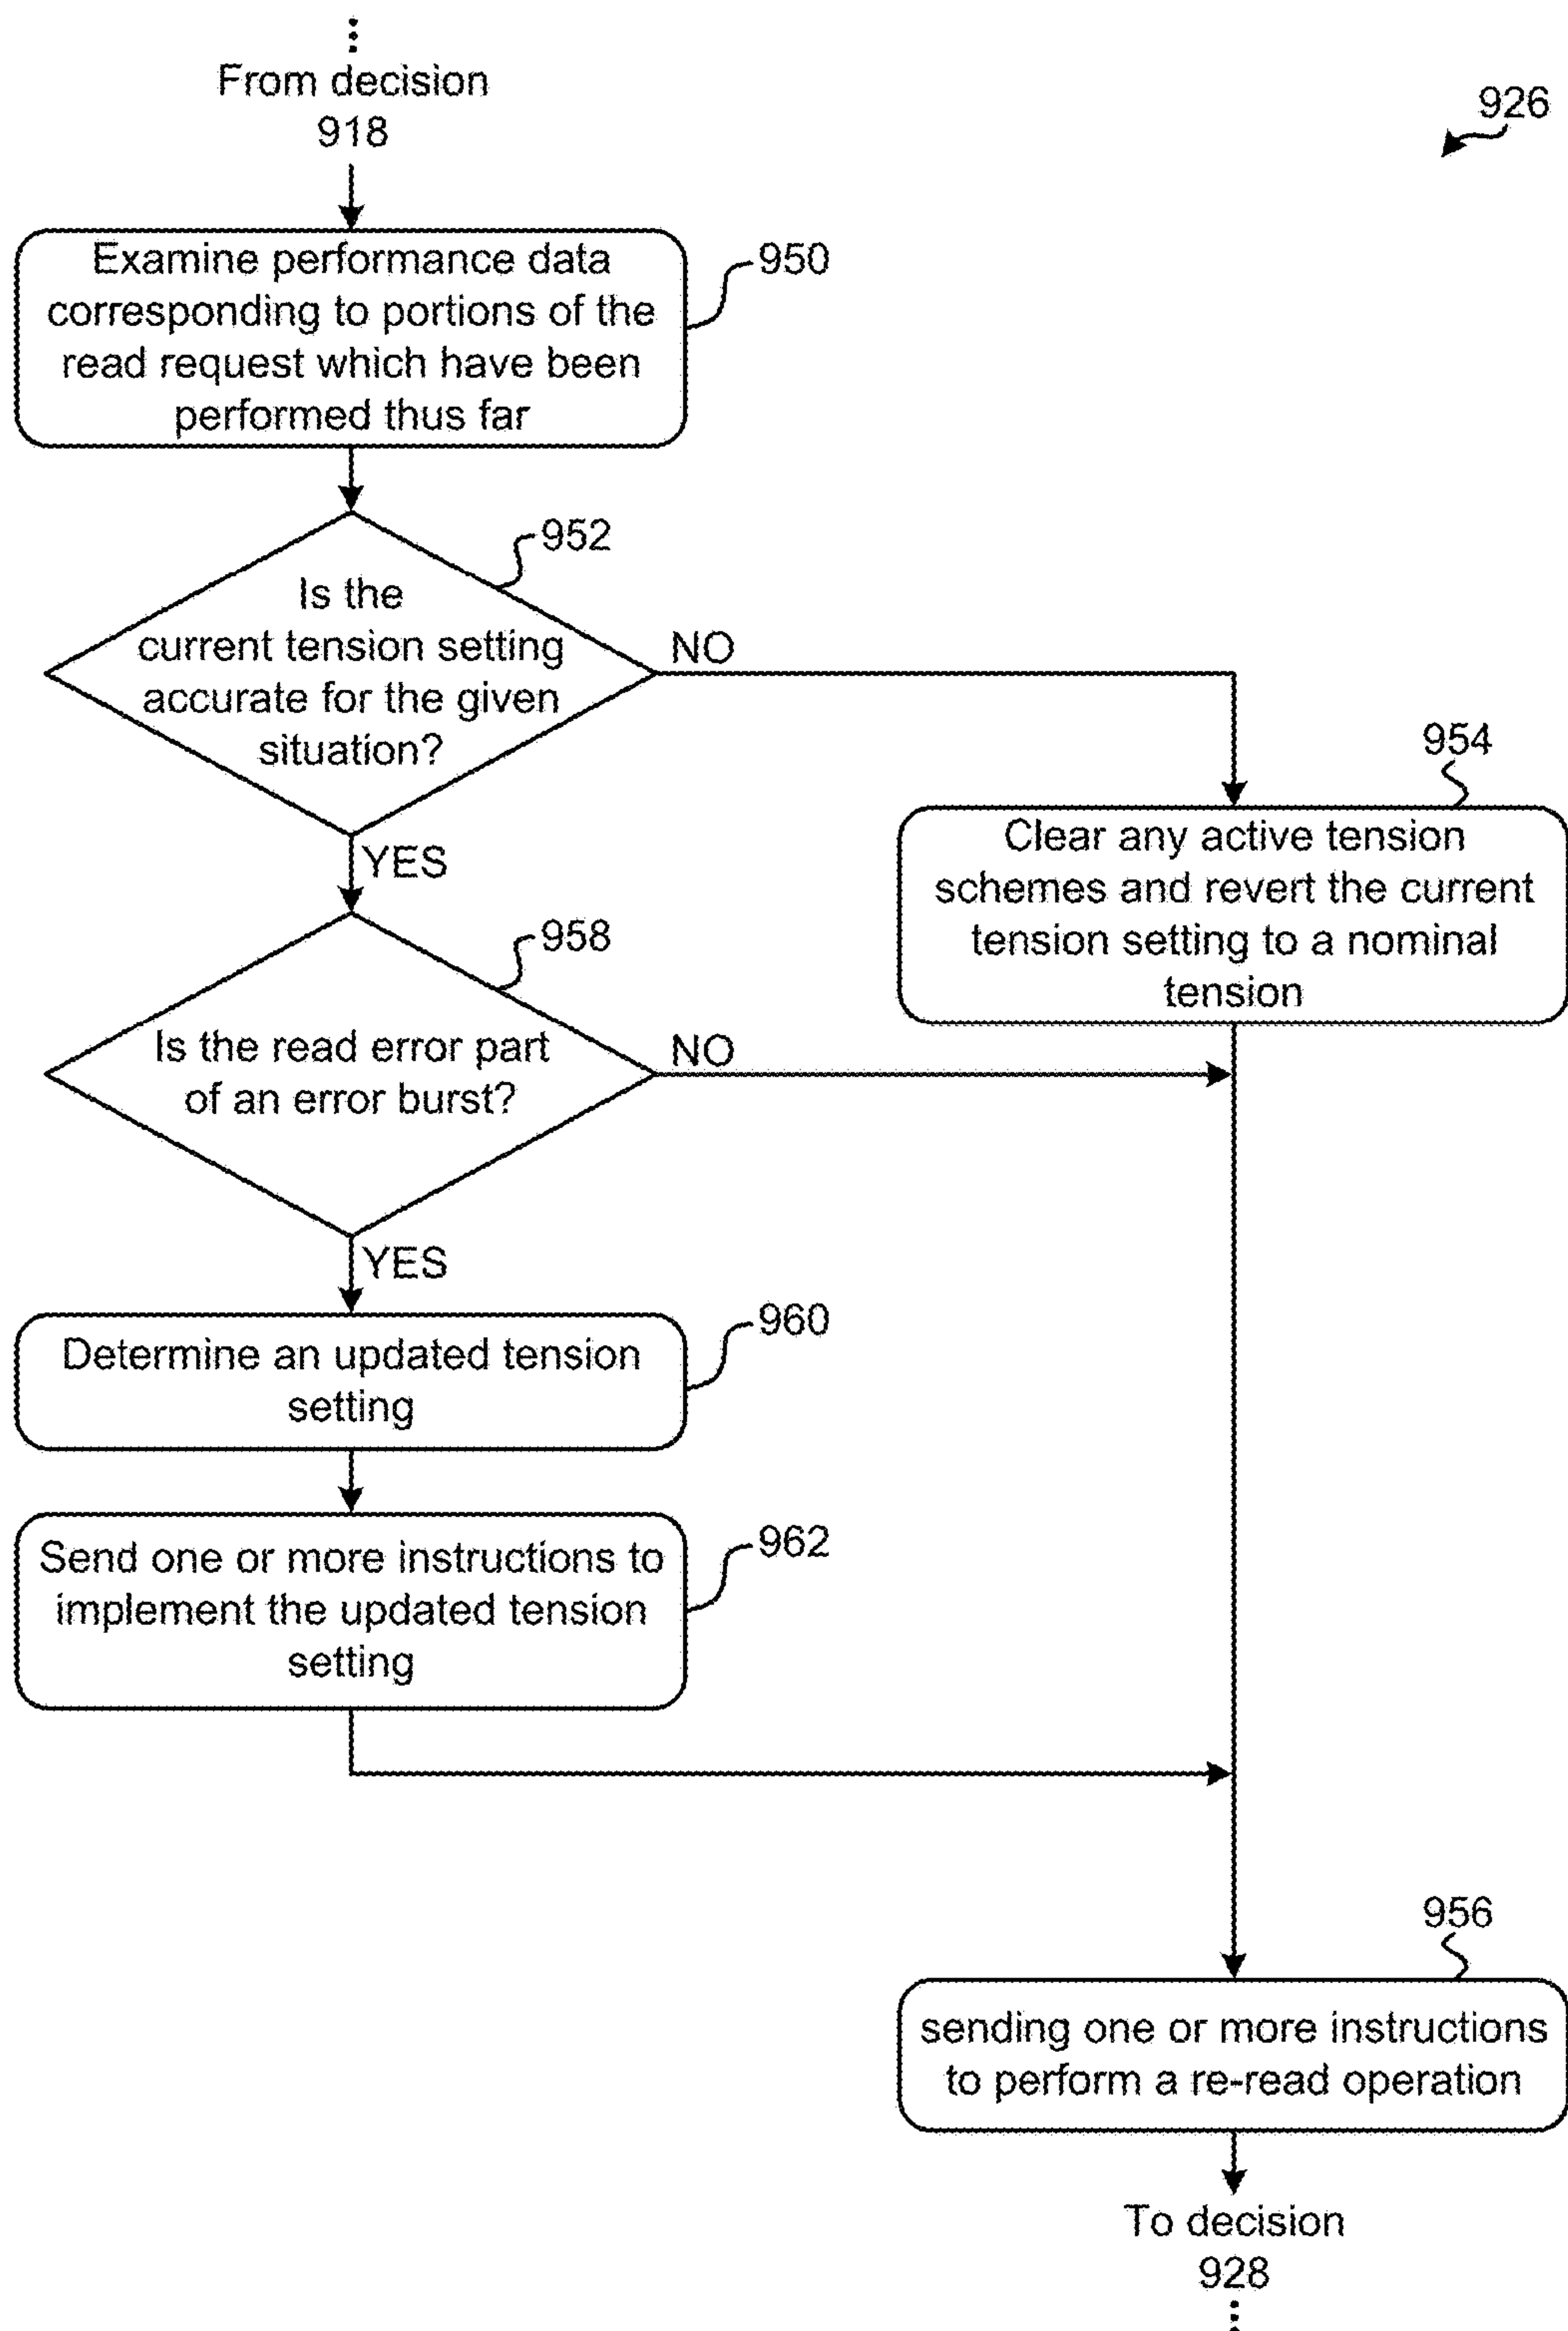 From decision
918
926
Examine performance data
corresponding to portions of the
read request which have been
performed thus far
950
952
Is the
current tension setting
accurate for the given
situation?
NO
YES
954
Clear any active tension
schemes and revert the current
tension setting to a nominal
tension
958
Is the read error part
of an error burst?
NO
YES
960
Determine an updated tension
setting
962
Send one or more instructions to
implement the updated tension
setting
956
sending one or more instructions
to perform a re-read operation
To decision
928